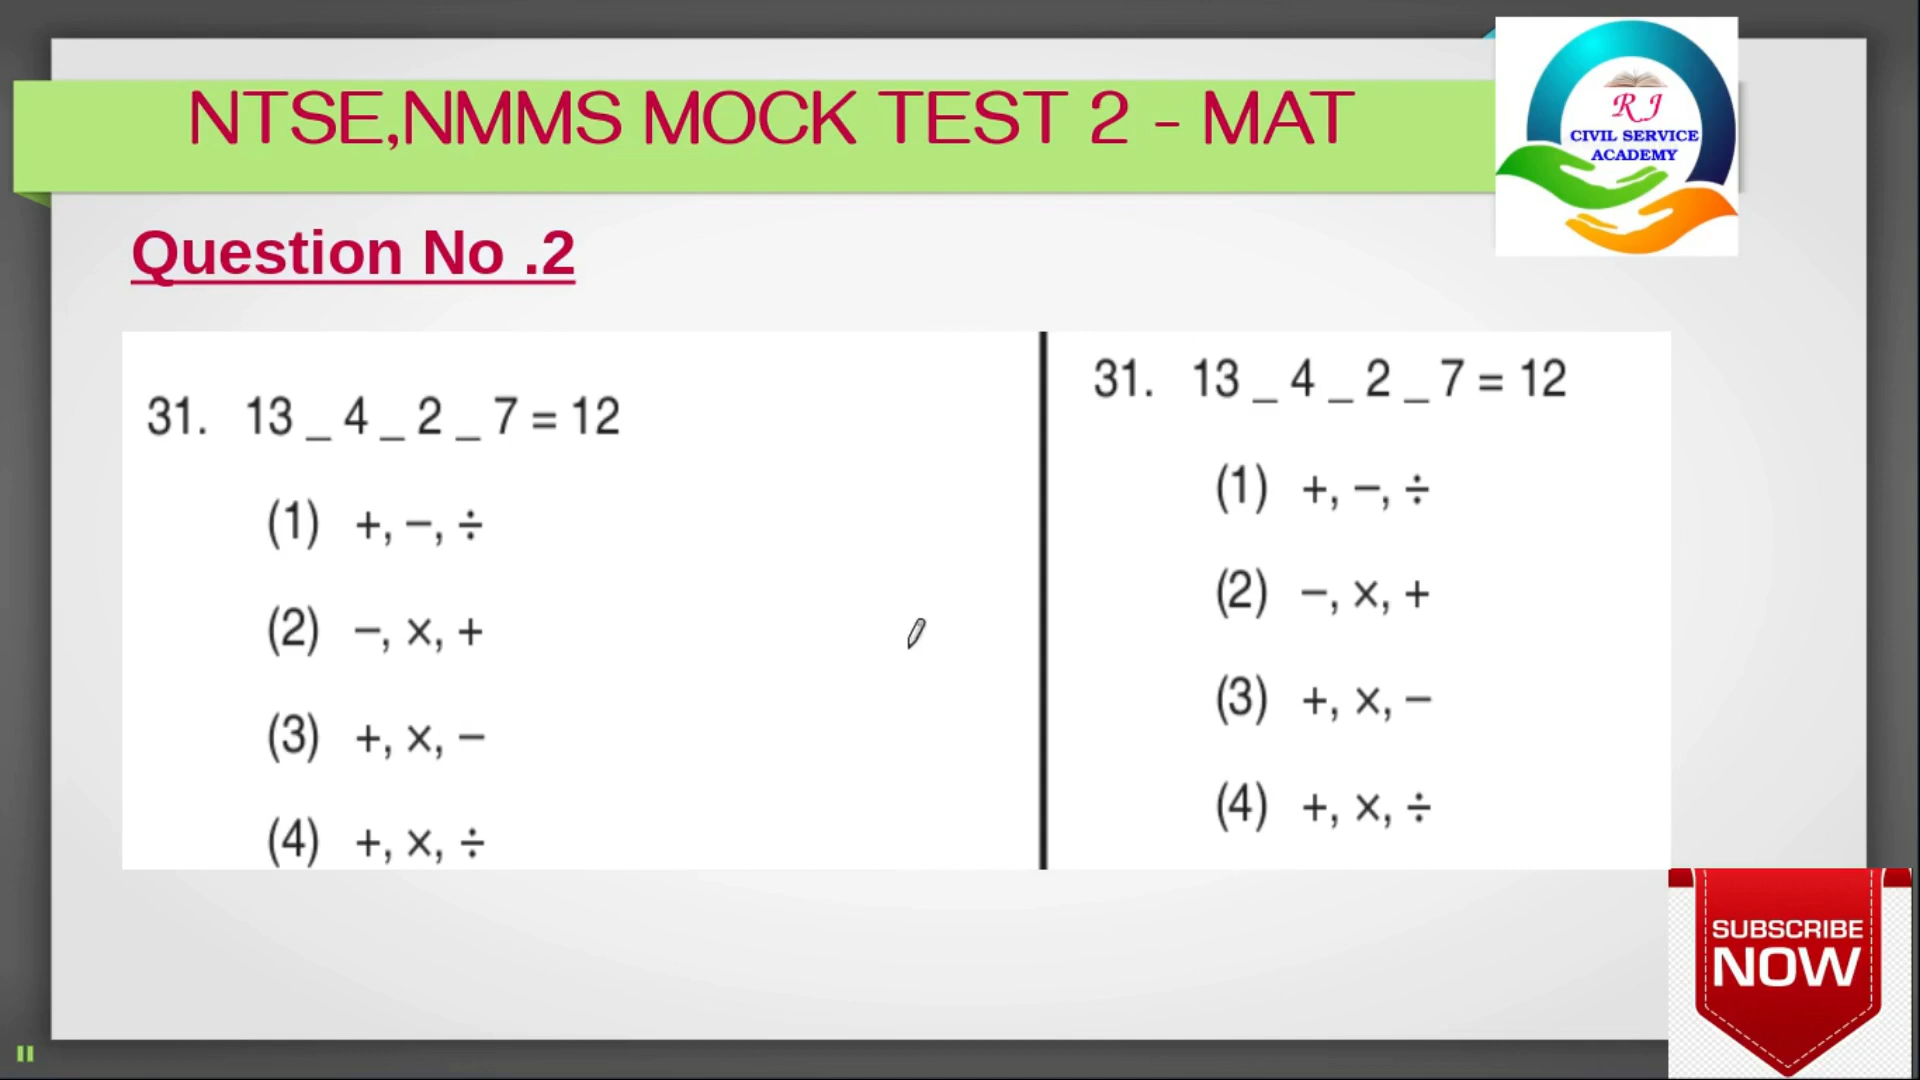 NTSE,NMMS MOCK TEST 2 - MAT
R J
CIVIL SERVICE
ACADEMY
Question No .2
31. 13 _ 4 _ 2 _ 7 = 12
(1) +, –, ÷
(2) –, ×, +
(3) +, ×, –
(4) +, ×, ÷
31. 13 _ 4 _ 2 _ 7 = 12
(1) +, –, ÷
(2) –, ×, +
(3) +, ×, –
(4) +, ×, ÷
SUBSCRIBE
NOW